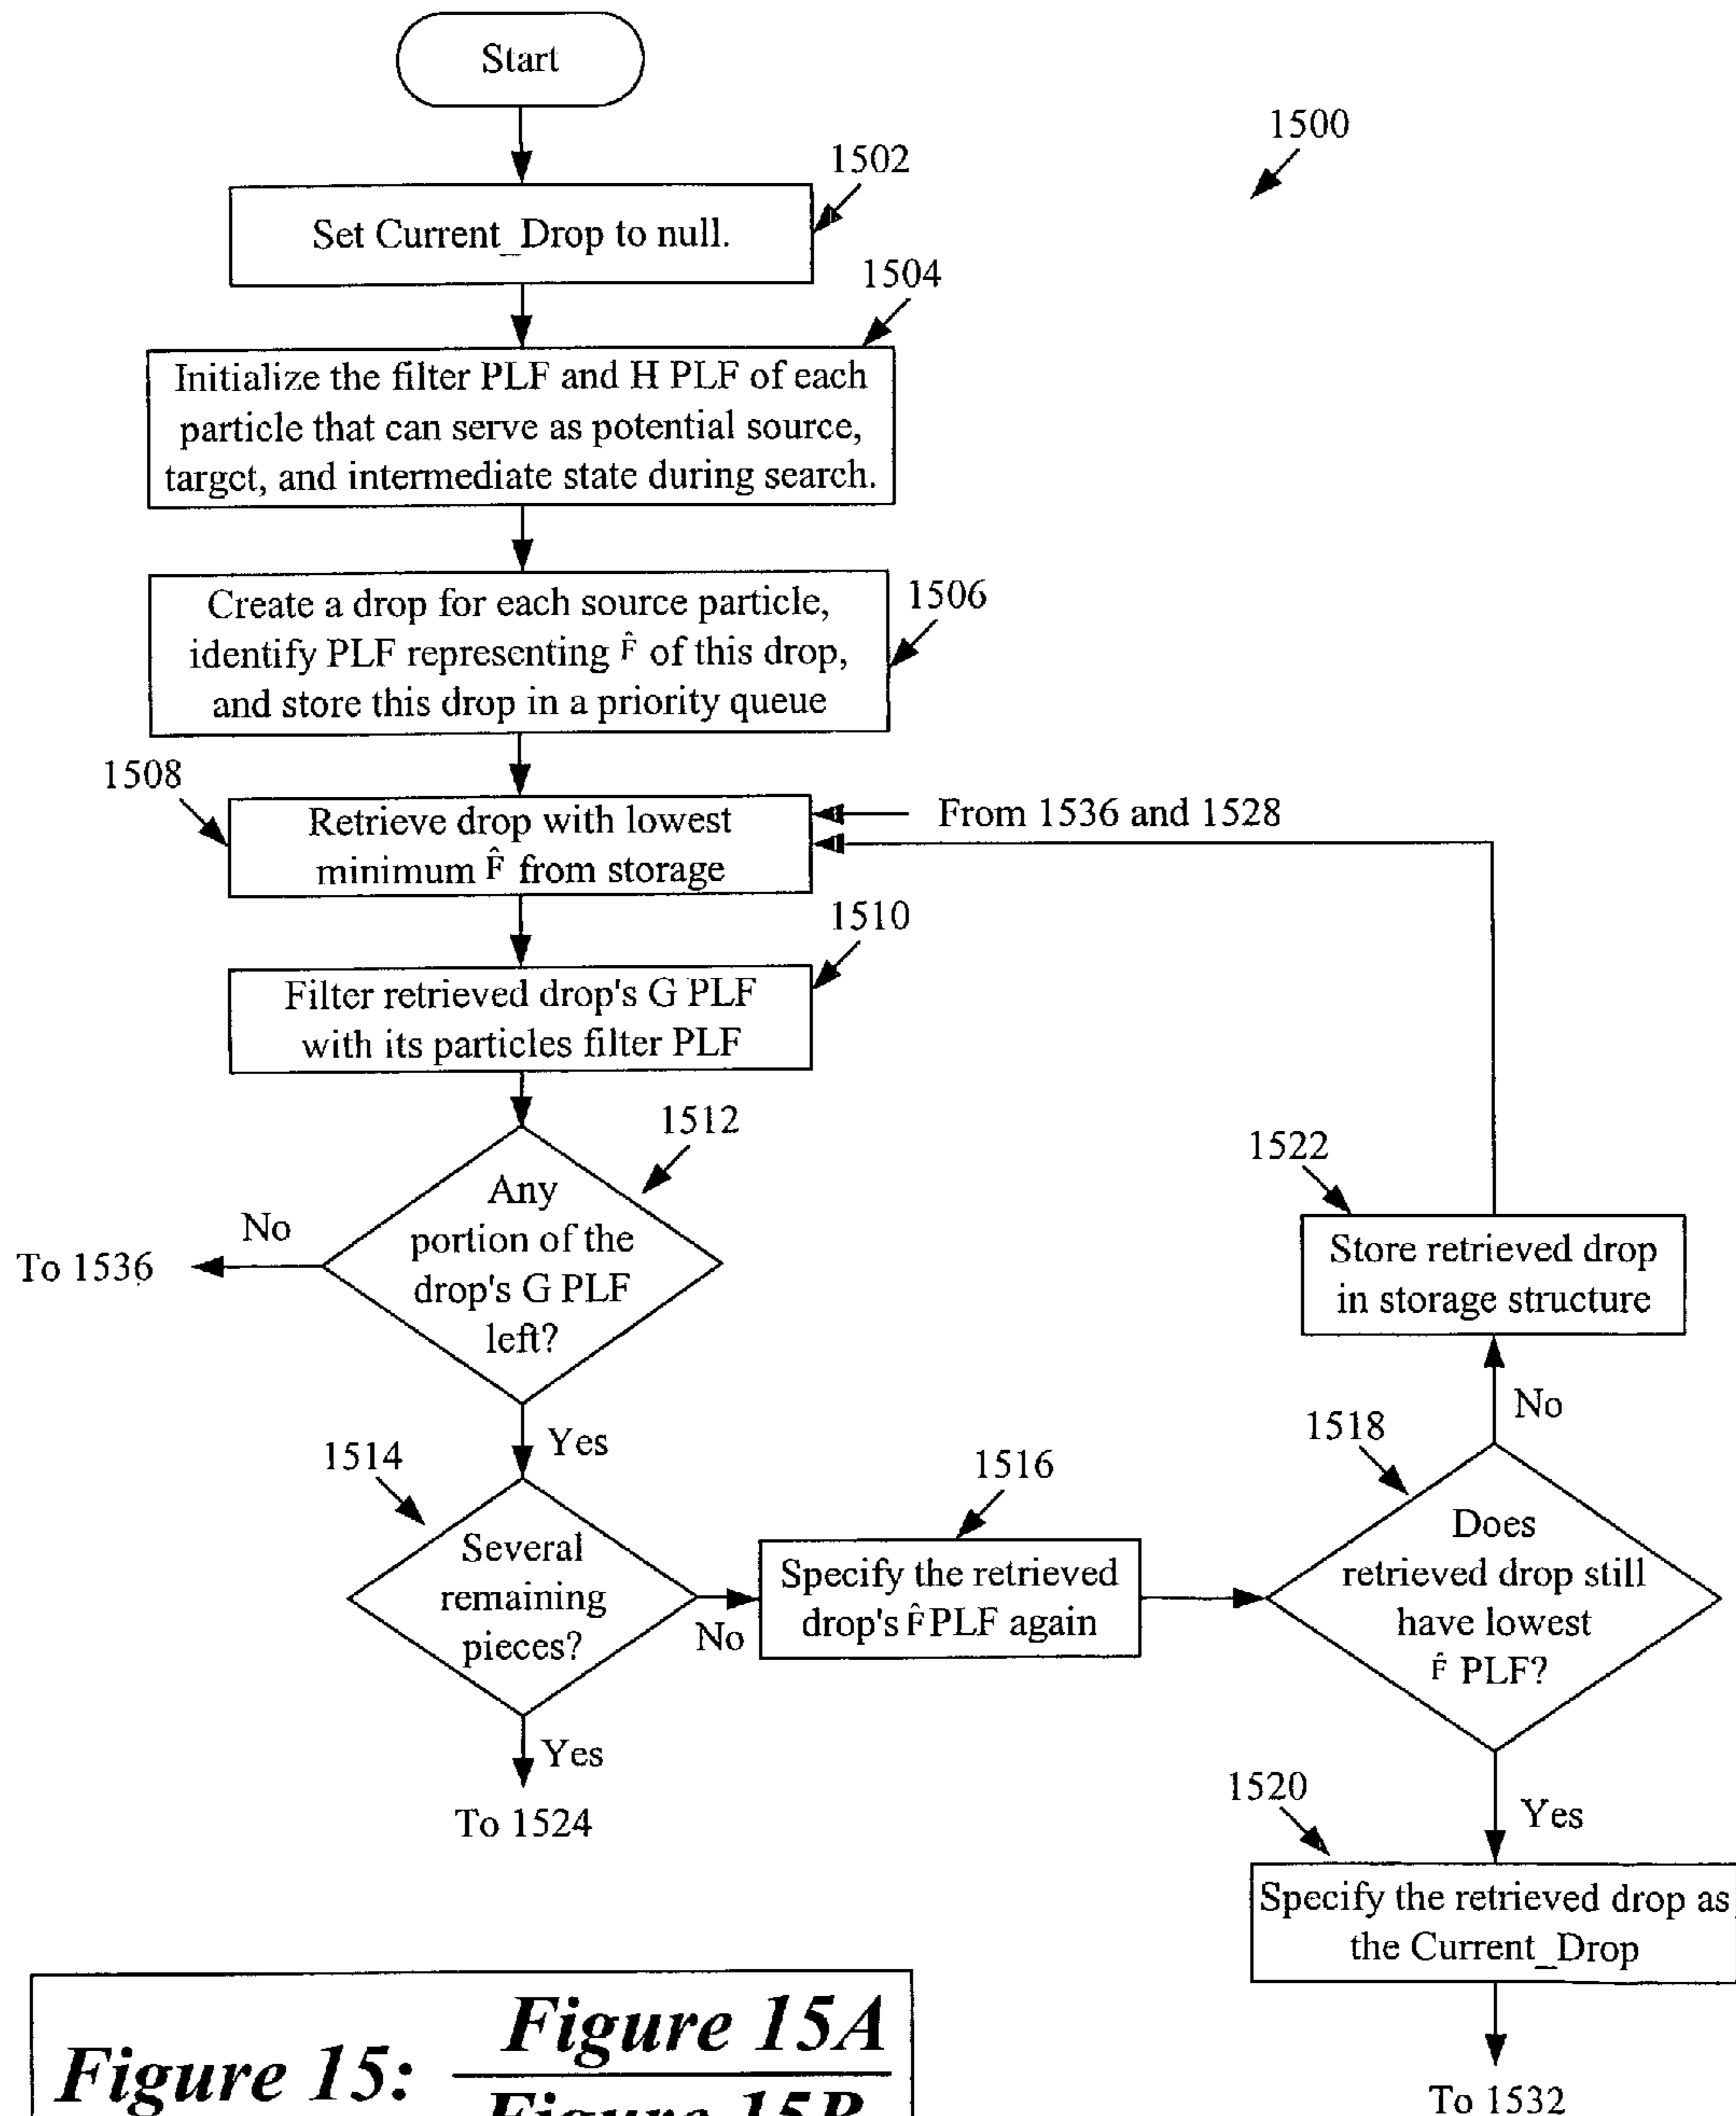 Start
1500
1502
Set Current_Drop to null.
1504
Initialize the filter PLF and H PLF of each
particle that can serve as potential source,
target, and intermediate state during search.
1506
Create a drop for each source particle,
identify PLF representing F̂ of this drop,
and store this drop in a priority queue
1508
Retrieve drop with lowest
minimum F̂ from storage
From 1536 and 1528
1510
Filter retrieved drop's G PLF
with its particles filter PLF
1512
Any
portion of the
drop's G PLF
left?
No
To 1536
Yes
1514
Several
remaining
pieces?
No
Yes
To 1524
1516
Specify the retrieved
drop's F̂ PLF again
1518
Does
retrieved drop still
have lowest
F̂ PLF?
No
1522
Store retrieved drop
in storage structure
Yes
1520
Specify the retrieved drop as
the Current_Drop
To 1532
Figure 15:
Figure 15A
Figure 15B